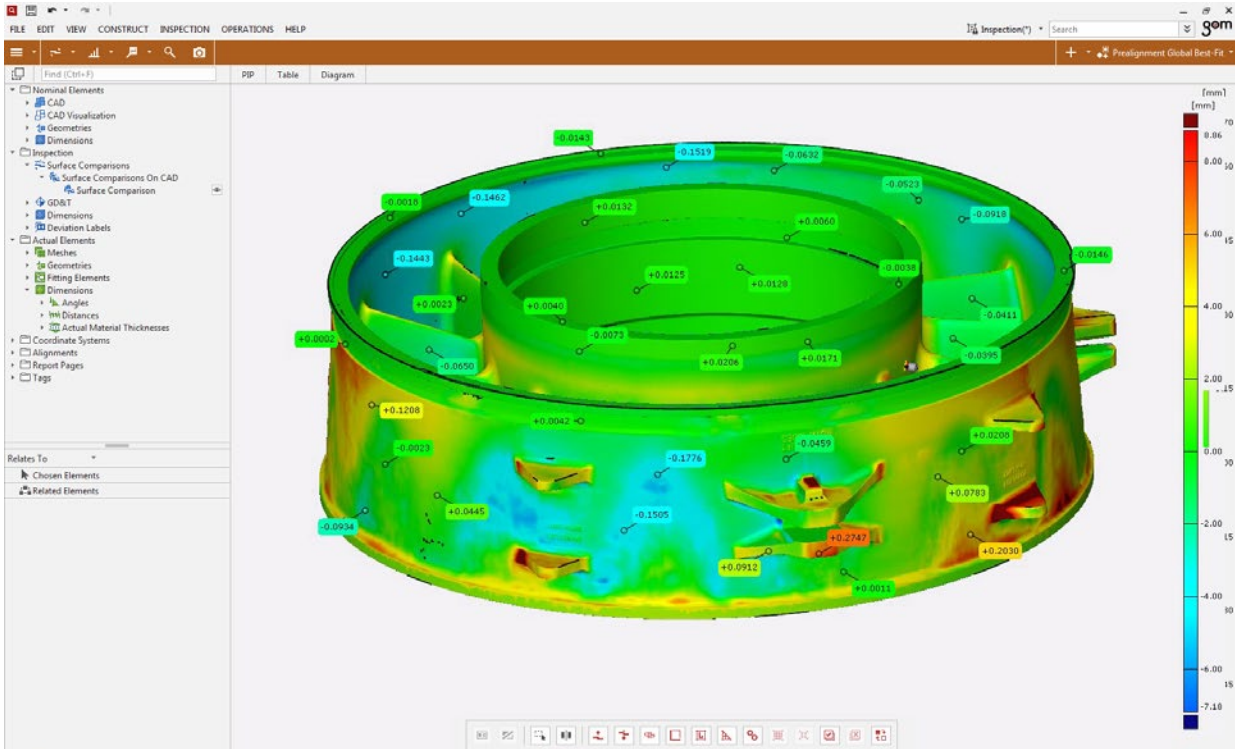 FILE EDIT VIEW CONSTRUCT INSPECTION OPERATIONS HELP
Inspection(*)
Search
gom
Prealignment Global Best-Fit
Find (Ctrl+F)
PIP Table Diagram
Nominal Elements
CAD
CAD Visualization
Geometries
Dimensions
Inspection
Surface Comparisons
Surface Comparisons On CAD
Surface Comparison
GD&T
Dimensions
Deviation Labels
Actual Elements
Meshes
Geometries
Fitting Elements
Dimensions
Angles
Distances
Actual Material Thicknesses
Coordinate Systems
Alignments
Report Pages
Tags
Relates To
Chosen Elements
Related Elements
-0.0143
-0.1519
-0.0632
-0.0523
-0.0018
-0.1462
+0.0132
+0.0060
-0.0918
-0.1443
-0.0146
+0.0125
+0.0128
-0.0038
+0.0023
+0.0040
-0.0411
+0.0002
-0.0073
+0.0206
+0.0171
-0.0395
-0.0650
+0.1208
+0.0042
-0.0023
-0.0459
+0.0208
-0.1776
+0.0783
+0.0445
-0.0934
-0.1505
+0.2747
+0.2030
+0.0912
+0.0011
[mm]
[mm]
8.86
8.00
6.00
4.00
2.00
0.00
-2.00
-4.00
-6.00
-7.10